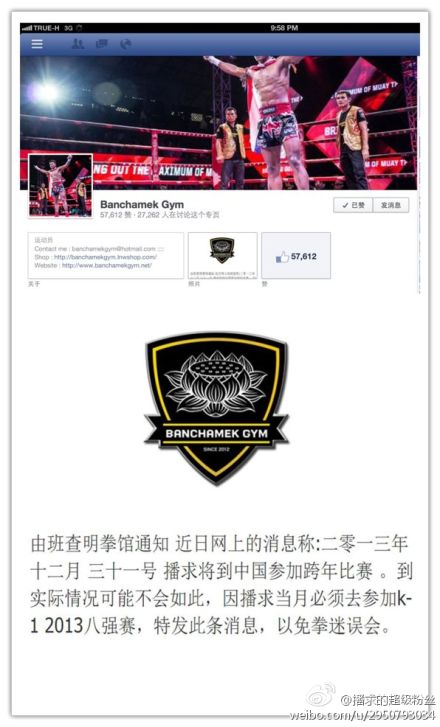 TRUE-H 3G 9:58 PM
XIMUM OF MUAY THA
NG OUT THE
AXIMUM OF MUAY TH
Banchamek Gym
57,612 赞 · 27,262 人在讨论这个专页
已赞
发消息
运动员
Contact me : banchamekgym@hotmail.com ::::
Shop : http://banchamekgym.lnwshop.com/
Website : http://www.banchamekgym.net/
57,612
关于
照片
赞
BANCHAMEK GYM
SINCE 2012
由班查明拳馆通知 近日网上的消息称:二零一三年
十二月 三十一号 播求将到中国参加跨年比赛 。到
实际情况可能不会如此，因播求当月必须去参加k-
1 2013八强赛，特发此条消息，以免拳迷误会。
@播求的超级粉丝
weibo.com/u/2950793034